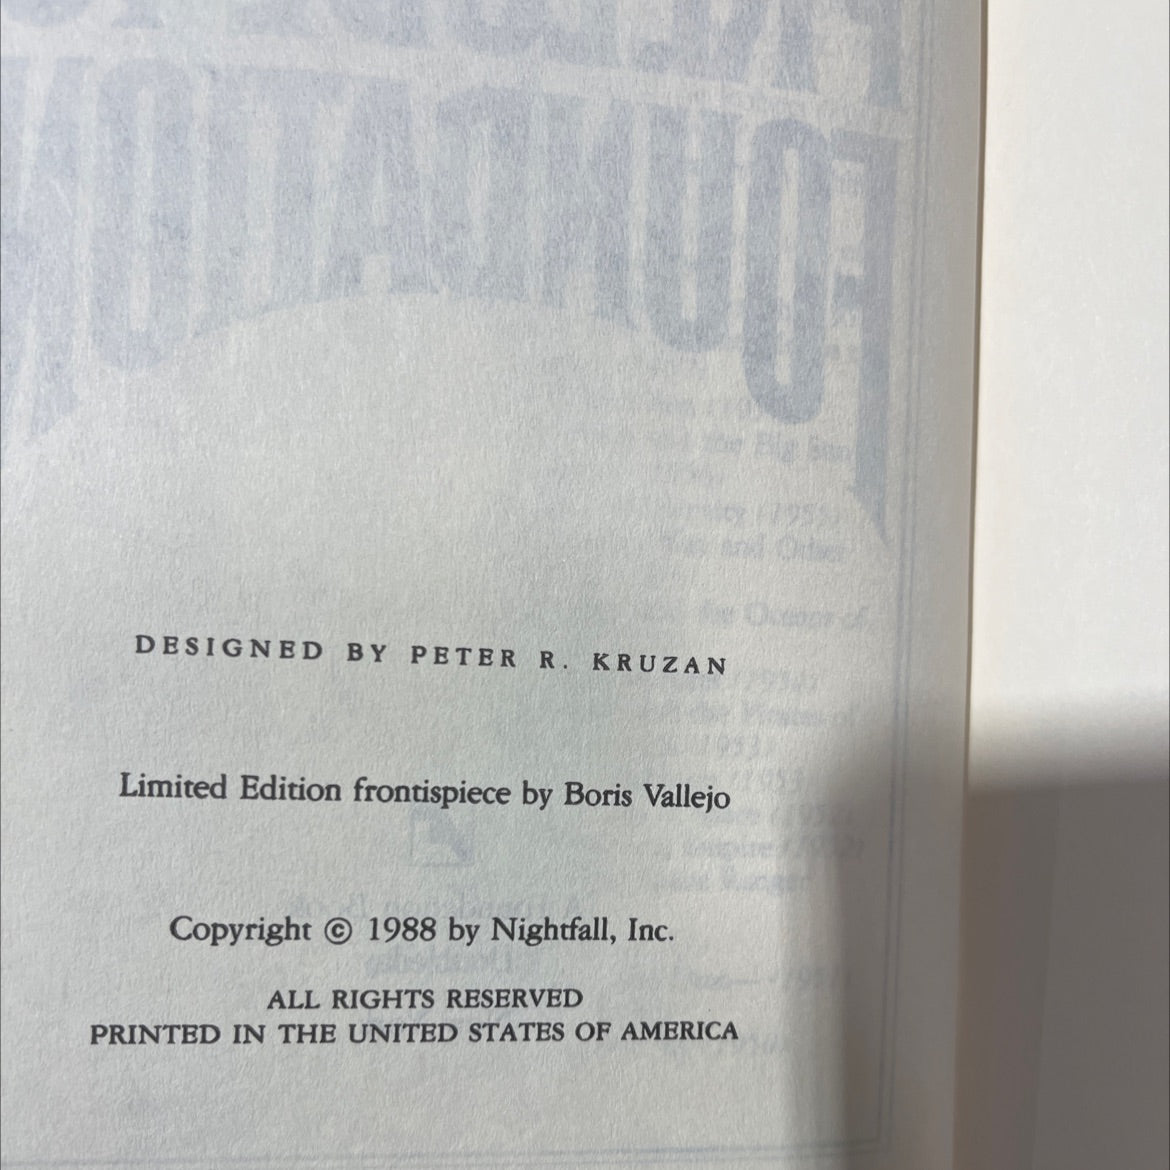 FOUNDATION
DESIGNED BY PETER R. KRUZAN
Limited Edition frontispiece by Boris Vallejo
Copyright © 1988 by Nightfall, Inc.
ALL RIGHTS RESERVED
PRINTED IN THE UNITED STATES OF AMERICA